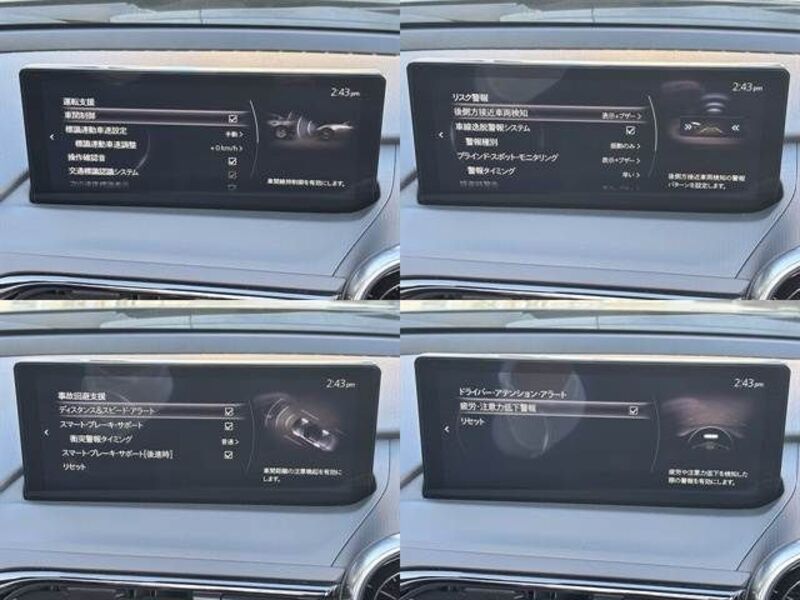 2:43pm
運転支援
車間制御
標識連動車速設定
手動>
標識連動車速調整
+0km/h>
操作確認音
交通標識認識システム
車間維持制御を有効にします。
2:43pm
リスク警報
後側方接近車両検知
表示+ブザー>
車線逸脱警報システム
警報種別
振動のみ>
ブラインド・スポット・モニタリング
表示+ブザー>
警報タイミング
早い>
後側方接近車両検知の警報
パターンを設定します。
2:43pm
事故回避支援
ディスタンス&スピード・アラート
スマート・ブレーキ・サポート
衝突警報タイミング
普通>
スマート・ブレーキ・サポート[後退時]
リセット
車間距離の注意喚起を有効に
します。
2:43pm
ドライバー・アテンション・アラート
疲労・注意力低下警報
リセット
疲労や注意力低下を検知した
際の警報を有効にします。